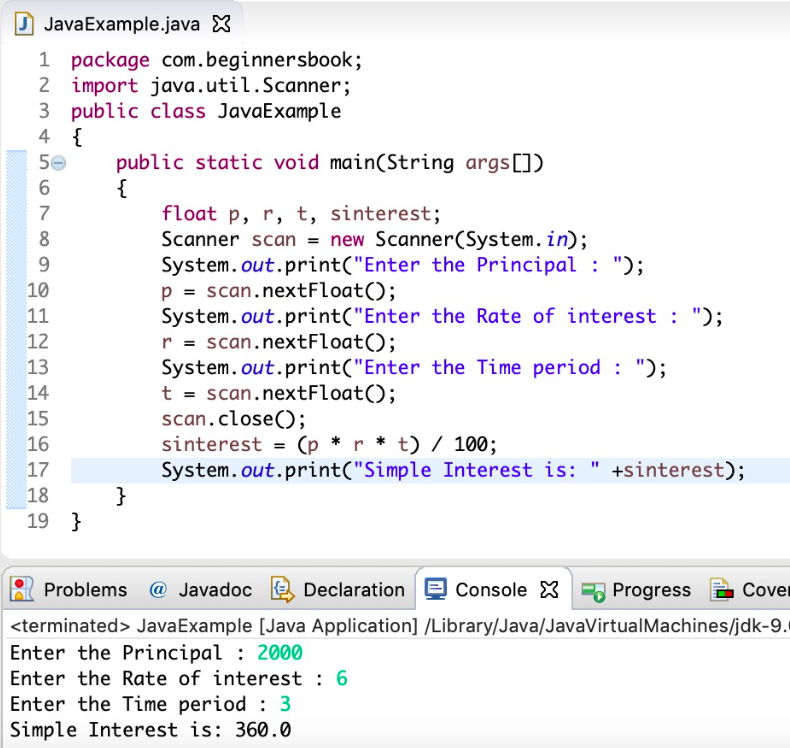 JavaExample.java
1 package com.beginnersbook;
2 import java.util.Scanner;
3 public class JavaExample
4 {
5 public static void main(String args[])
6 {
7 float p, r, t, sinterest;
8 Scanner scan = new Scanner(System.in);
9 System.out.print("Enter the Principal : ");
10 p = scan.nextFloat();
11 System.out.print("Enter the Rate of interest : ");
12 r = scan.nextFloat();
13 System.out.print("Enter the Time period : ");
14 t = scan.nextFloat();
15 scan.close();
16 sinterest = (p * r * t) / 100;
17 System.out.print("Simple Interest is: " +sinterest);
18 }
19 }
Problems @ Javadoc Declaration Console Progress Cover
<terminated> JavaExample [Java Application] /Library/Java/JavaVirtualMachines/jdk-9.
Enter the Principal : 2000
Enter the Rate of interest : 6
Enter the Time period : 3
Simple Interest is: 360.0